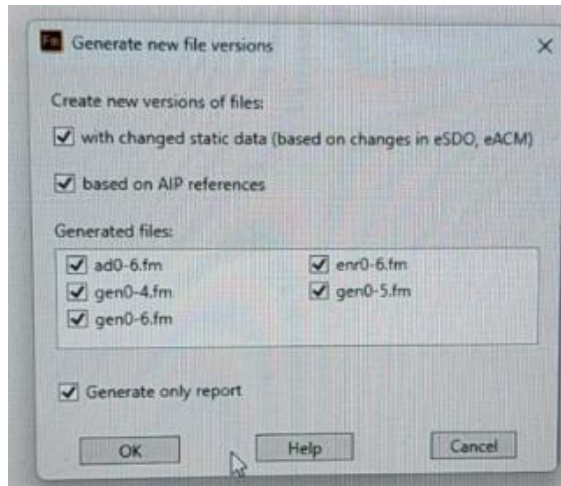 Fm Generate new file versions
Create new versions of files:
with changed static data (based on changes in eSDO, eACM)
based on AIP references
Generated files:
ad0-6.fm enr0-6.fm
gen0-4.fm gen0-5.fm
gen0-6.fm
Generate only report
OK Help Cancel